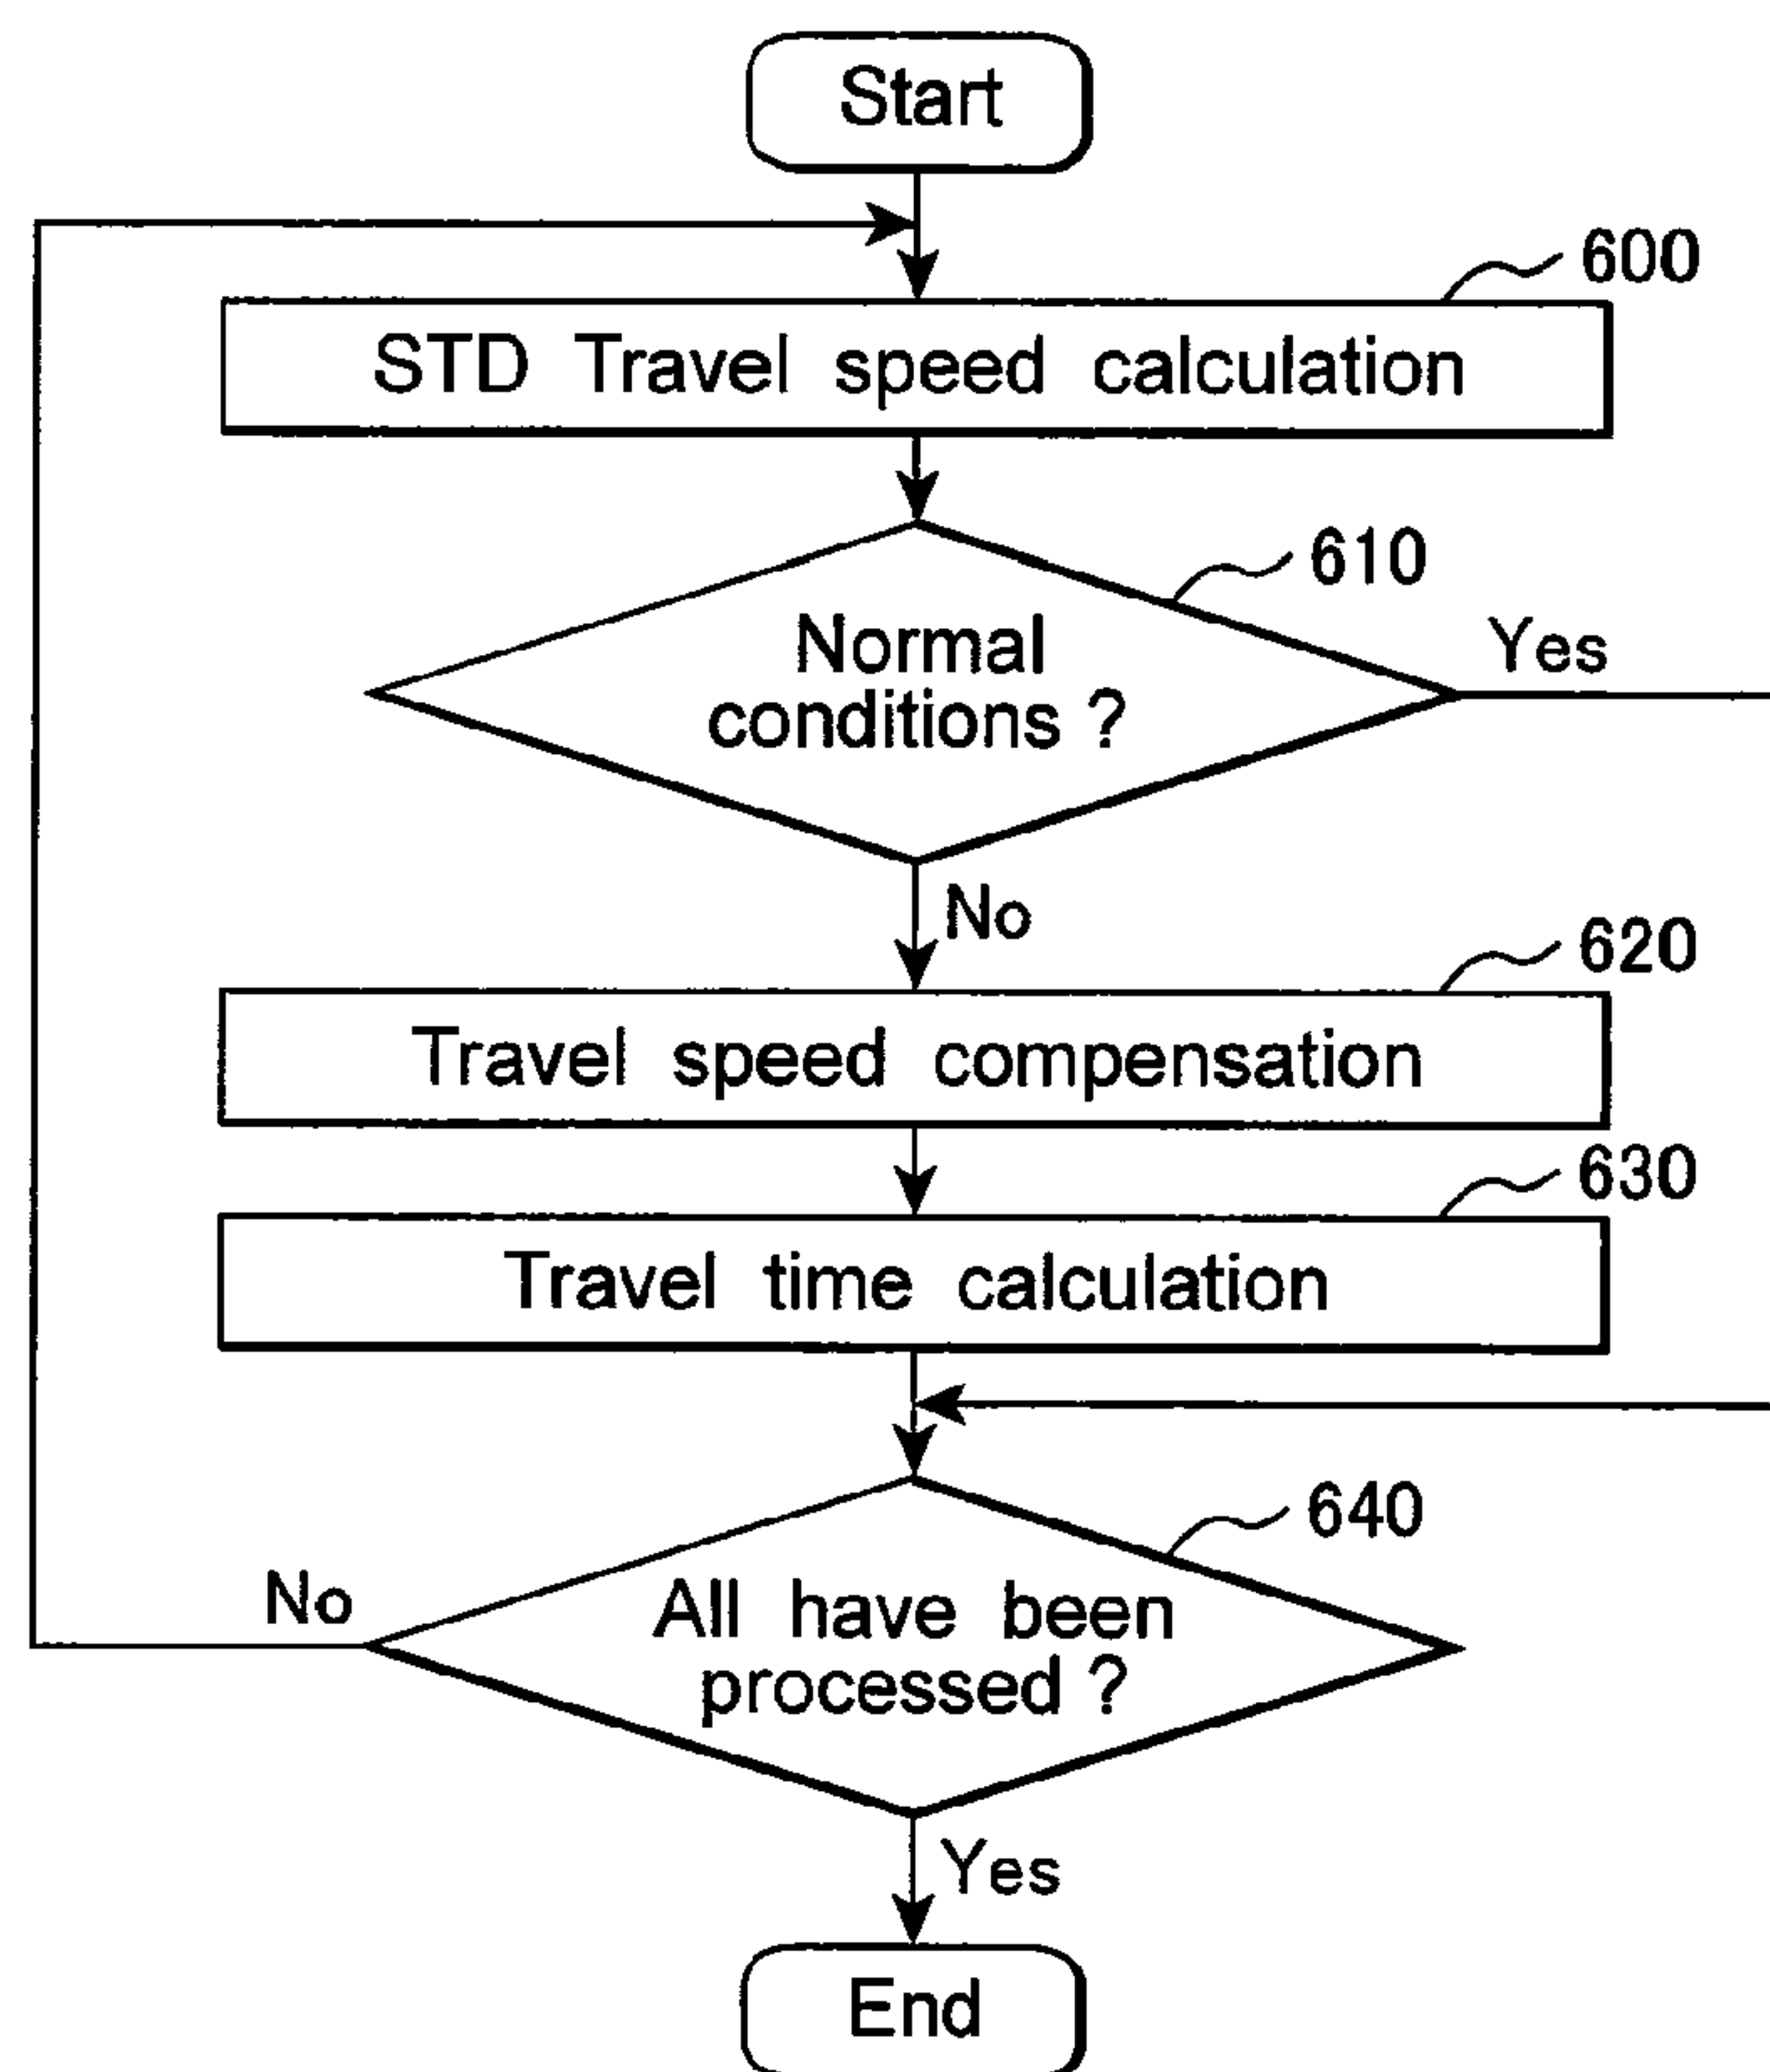 Start
600
STD Travel speed calculation
610
Normal
conditions ?
Yes
No
620
Travel speed compensation
630
Travel time calculation
640
All have been
processed ?
No
Yes
End